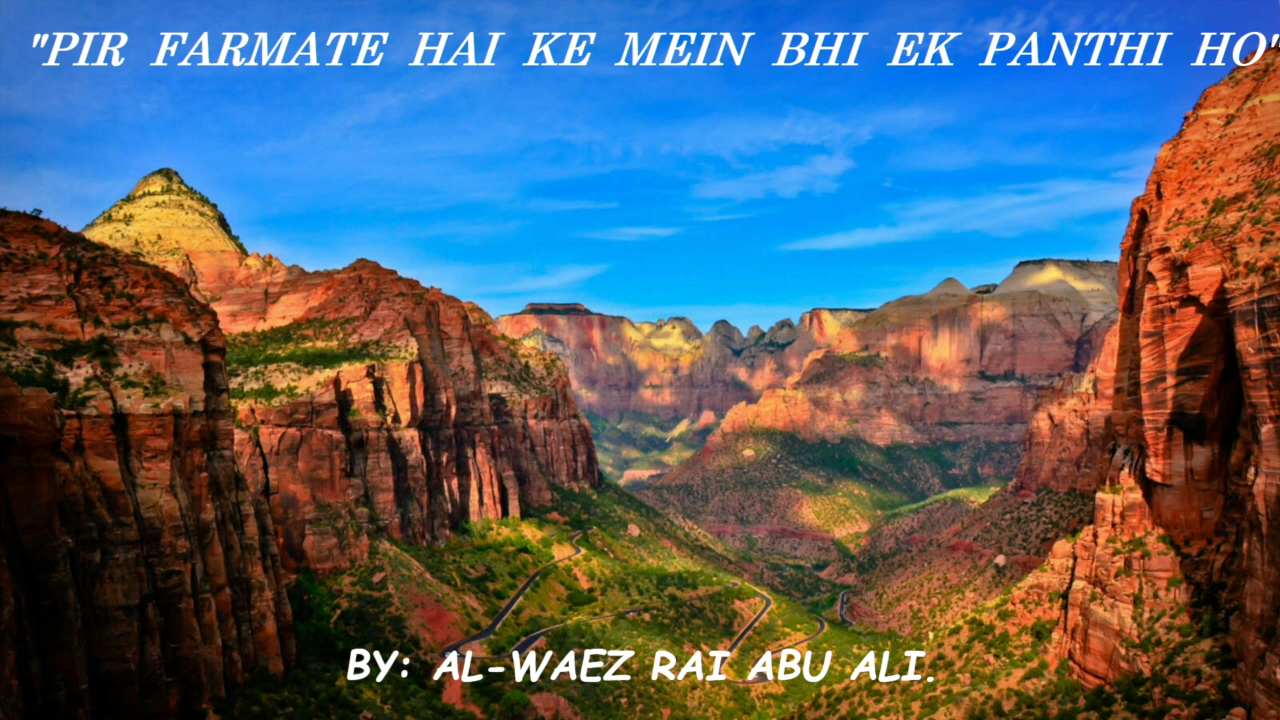 "PIR FARMATE HAI KE MEIN BHI EK PANTHI HO"
BY: AL-WAEZ RAI ABU ALI.